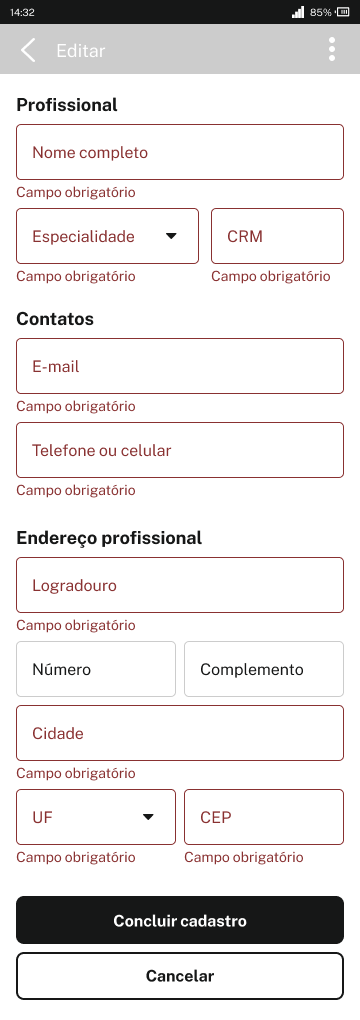 14:32 85%
Editar
Profissional
Nome completo
Campo obrigatório
Especialidade CRM
Campo obrigatório Campo obrigatório
Contatos
E-mail
Campo obrigatório
Telefone ou celular
Campo obrigatório
Endereço profissional
Logradouro
Campo obrigatório
Número Complemento
Cidade
Campo obrigatório
UF CEP
Campo obrigatório Campo obrigatório
Concluir cadastro
Cancelar